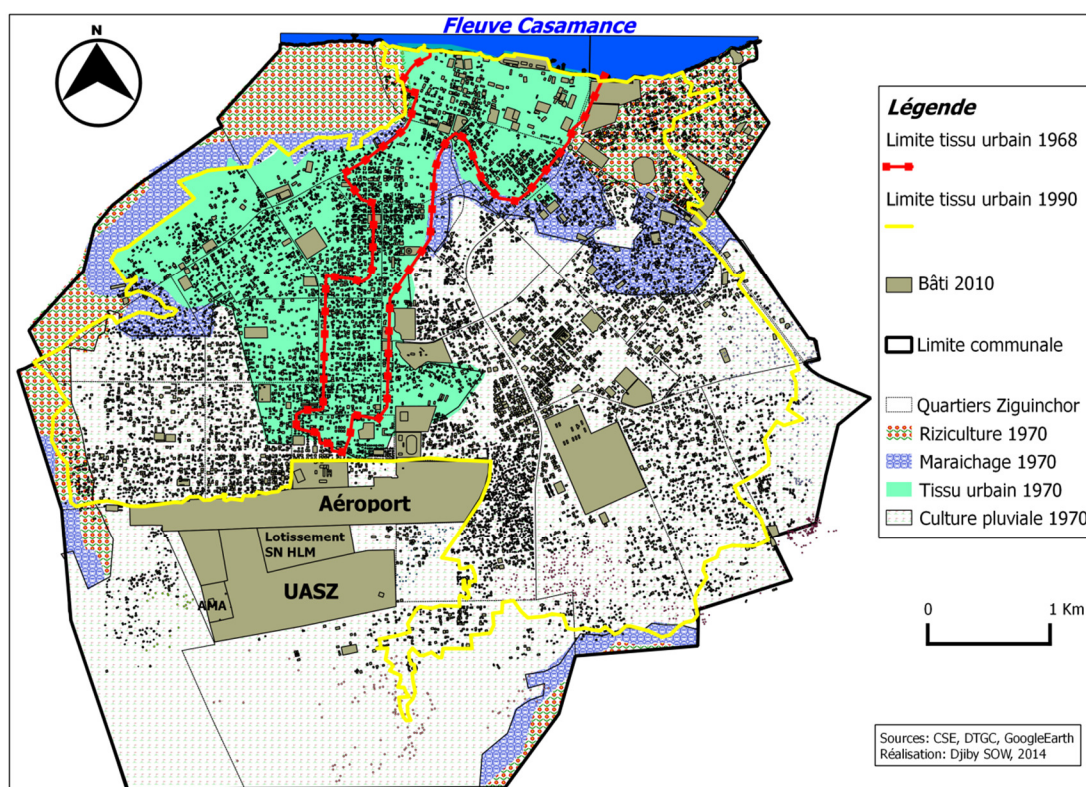 Fleuve Casamance
N
Légende
Limite tissu urbain 1968
Limite tissu urbain 1990
Bâti 2010
Limite communale
Quartiers Ziguinchor
Riziculture 1970
Maraichage 1970
Tissu urbain 1970
Culture pluviale 1970
Aéroport
Lotissement
SN HLM
UASZ
AMA
0 1 Km
Sources: CSE, DTGC, GoogleEarth
Réalisation: Djiby SOW, 2014